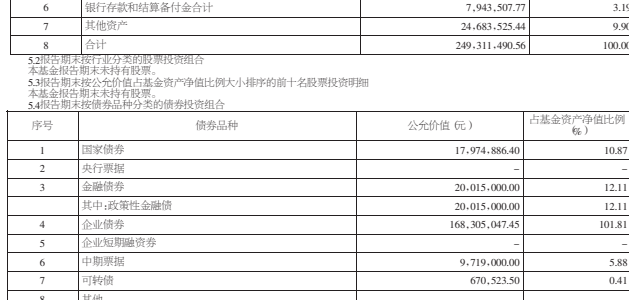 6 银行存款和结算备付金合计 7,943,507.77 3.19
7 其他资产 24,683,525.44 9.90
8 合计 249,311,490.56 100.00
5.2报告期末按行业分类的股票投资组合
本基金报告期末未持有股票。
5.3报告期末按公允价值占基金资产净值比例大小排序的前十名股票投资明细
本基金报告期末未持有股票。
5.4报告期末按债券品种分类的债券投资组合
序号 债券品种 公允价值(元) 占基金资产净值比例(%)
1 国家债券 17,974,886.40 10.87
2 央行票据 – –
3 金融债券 20,015,000.00 12.11
其中:政策性金融债 20,015,000.00 12.11
4 企业债券 168,305,047.45 101.81
5 企业短期融资券 – –
6 中期票据 9,719,000.00 5.88
7 可转债 670,523.50 0.41
8 其他